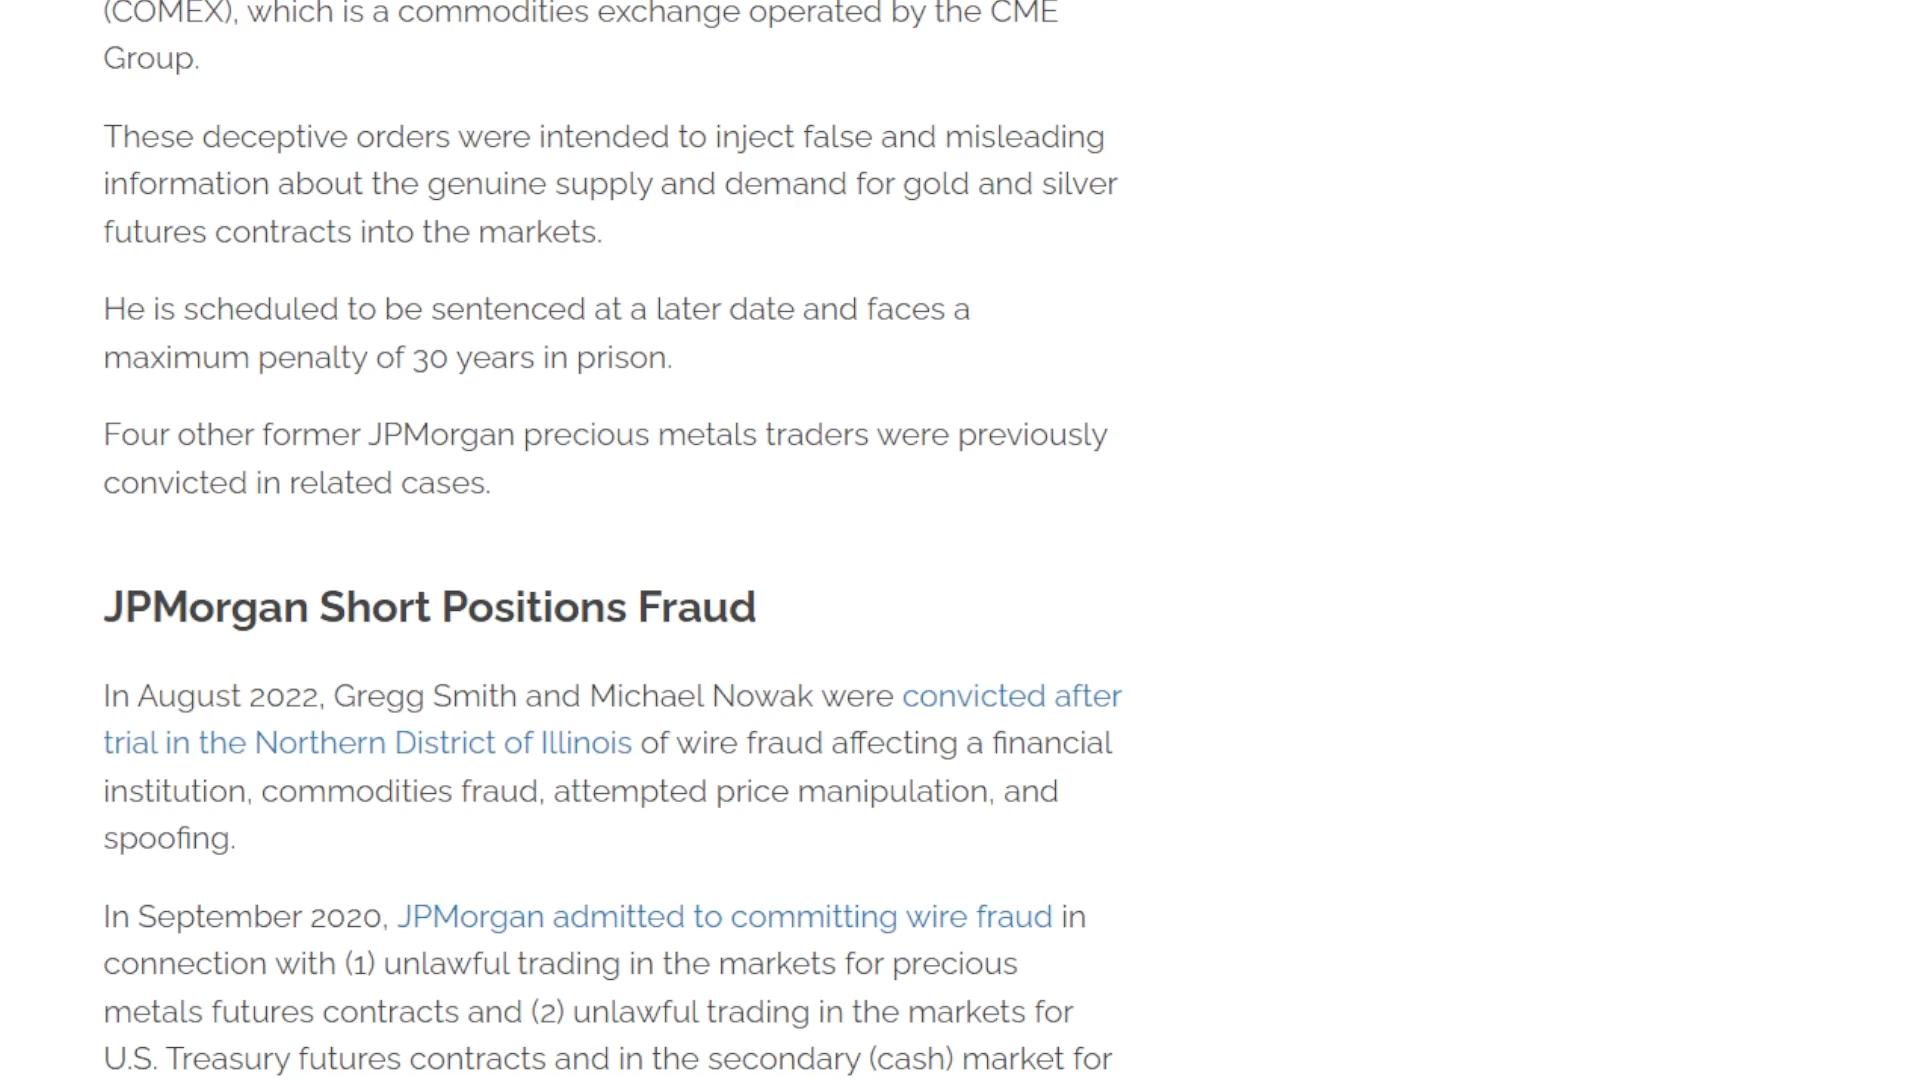 (COMEX), which is a commodities exchange operated by the CME
Group.
These deceptive orders were intended to inject false and misleading
information about the genuine supply and demand for gold and silver
futures contracts into the markets.
He is scheduled to be sentenced at a later date and faces a
maximum penalty of 30 years in prison.
Four other former JPMorgan precious metals traders were previously
convicted in related cases.
JPMorgan Short Positions Fraud
In August 2022, Gregg Smith and Michael Nowak were convicted after
trial in the Northern District of Illinois of wire fraud affecting a financial
institution, commodities fraud, attempted price manipulation, and
spoofing.
In September 2020, JPMorgan admitted to committing wire fraud in
connection with (1) unlawful trading in the markets for precious
metals futures contracts and (2) unlawful trading in the markets for
U.S. Treasury futures contracts and in the secondary (cash) market for